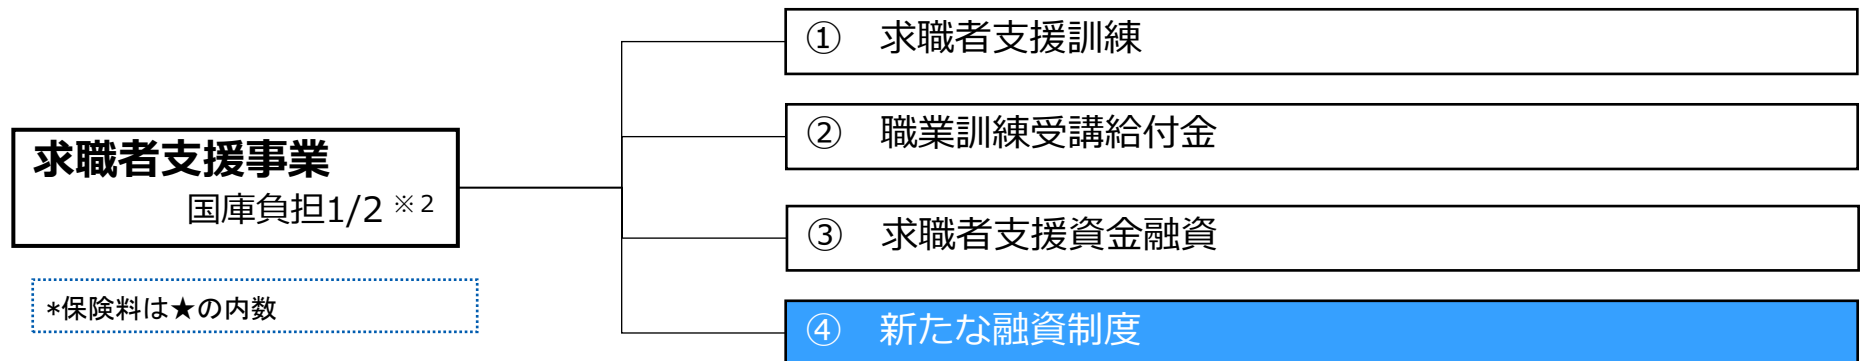 ① 求職者支援訓練
② 職業訓練受講給付金
求職者支援事業
国庫負担1/2 ※2
③ 求職者支援資金融資
*保険料は★の内数
④ 新たな融資制度